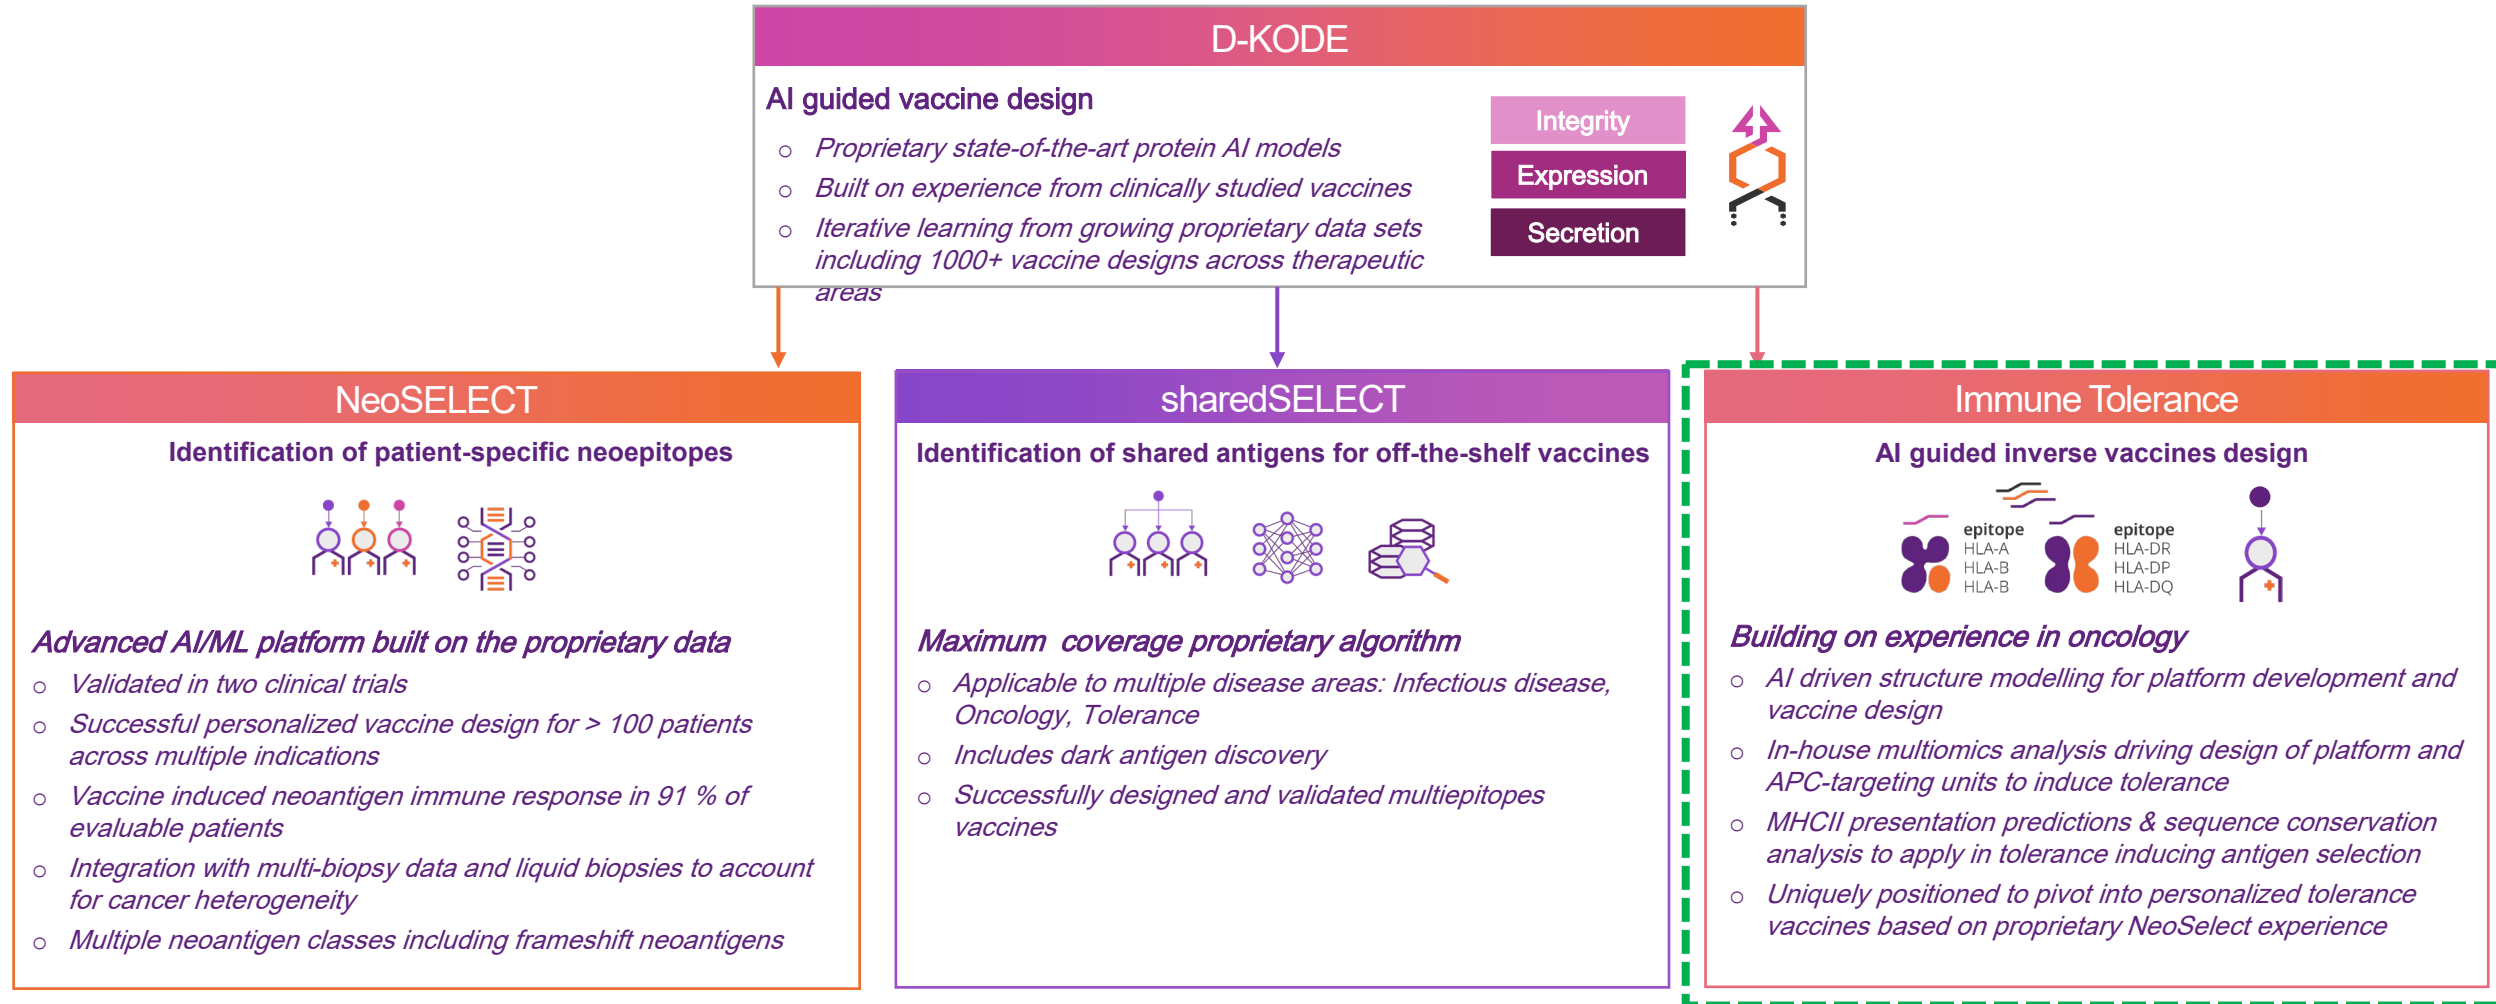 D-KODE
AI guided vaccine design
○ Proprietary state-of-the-art protein AI models
○ Built on experience from clinically studied vaccines
○ Iterative learning from growing proprietary data sets
including 1000+ vaccine designs across therapeutic
areas
Integrity
Expression
Secretion
NeoSELECT
Identification of patient-specific neoepitopes
Advanced AI/ML platform built on the proprietary data
○ Validated in two clinical trials
○ Successful personalized vaccine design for > 100 patients
across multiple indications
○ Vaccine induced neoantigen immune response in 91 % of
evaluable patients
○ Integration with multi-biopsy data and liquid biopsies to account
for cancer heterogeneity
○ Multiple neoantigen classes including frameshift neoantigens
sharedSELECT
Identification of shared antigens for off-the-shelf vaccines
Maximum coverage proprietary algorithm
○ Applicable to multiple disease areas: Infectious disease,
Oncology, Tolerance
○ Includes dark antigen discovery
○ Successfully designed and validated multiepitopes
vaccines
Immune Tolerance
AI guided inverse vaccines design
epitope
HLA-A
HLA-B
HLA-B
epitope
HLA-DR
HLA-DP
HLA-DQ
Building on experience in oncology
○ AI driven structure modelling for platform development and
vaccine design
○ In-house multiomics analysis driving design of platform and
APC-targeting units to induce tolerance
○ MHCII presentation predictions & sequence conservation
analysis to apply in tolerance inducing antigen selection
○ Uniquely positioned to pivot into personalized tolerance
vaccines based on proprietary NeoSelect experience